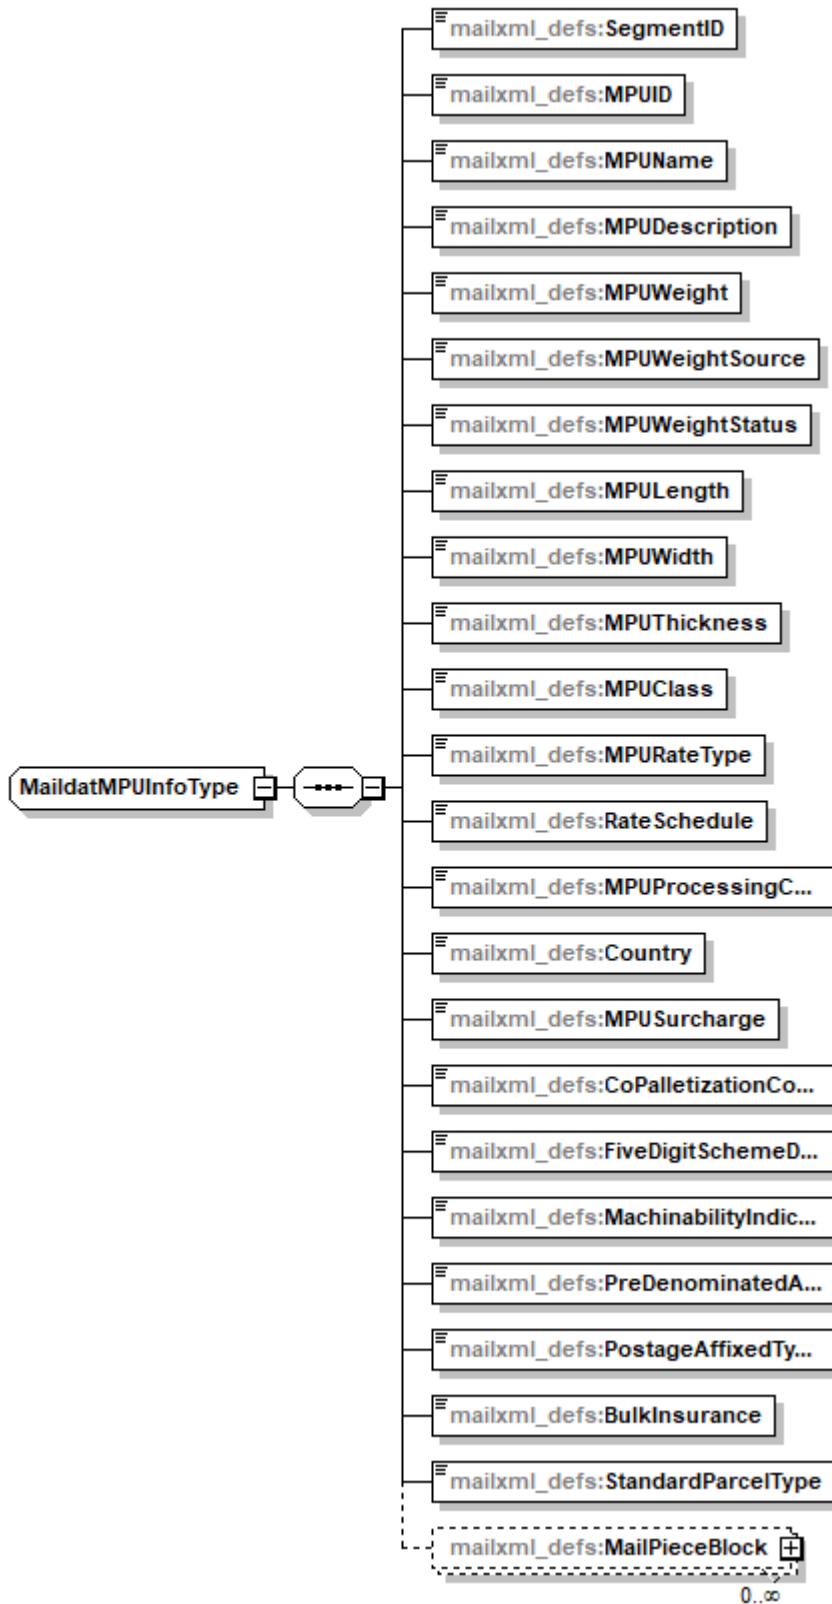 mailxml_defs:SegmentID
mailxml_defs:MPUID
mailxml_defs:MPUName
mailxml_defs:MPUDescription
mailxml_defs:MPUWeight
mailxml_defs:MPUWeightSource
mailxml_defs:MPUWeightStatus
mailxml_defs:MPULength
mailxml_defs:MPUWidth
mailxml_defs:MPUThickness
mailxml_defs:MPUClass
mailxml_defs:MPURateType
MaildatMPUInfoType
mailxml_defs:RateSchedule
mailxml_defs:MPUProcessingC...
mailxml_defs:Country
mailxml_defs:MPUSurcharge
mailxml_defs:CoPalletizationCo...
mailxml_defs:FiveDigitSchemeD...
mailxml_defs:MachinabilityIndic...
mailxml_defs:PreDenominatedA...
mailxml_defs:PostageAffixedTy...
mailxml_defs:BulkInsurance
mailxml_defs:StandardParcelType
mailxml_defs:MailPieceBlock
0..∞